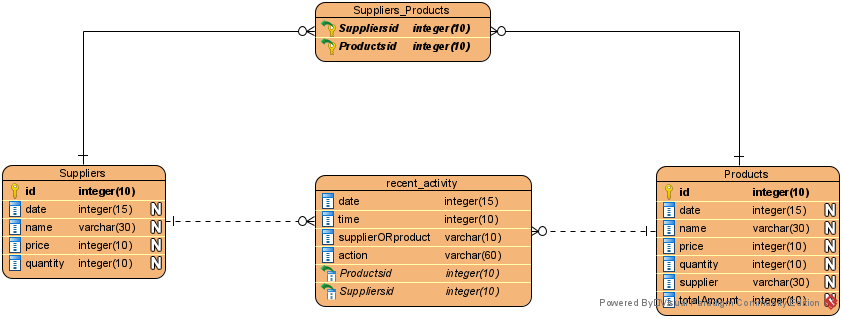 Suppliers_Products
Suppliersid integer(10)
Productsid integer(10)
Suppliers
id integer(10)
date integer(15) N
name varchar(30) N
price integer(10) N
quantity integer(10) N
recent_activity
date integer(15)
time integer(10)
supplierORproduct varchar(10)
action varchar(60)
Productsid integer(10)
Suppliersid integer(10)
Products
id integer(10)
date integer(15) N
name varchar(30) N
price integer(10) N
quantity integer(10) N
supplier varchar(30) N
totalAmount integer(10) N
Powered By Visual Paradigm Community Edition